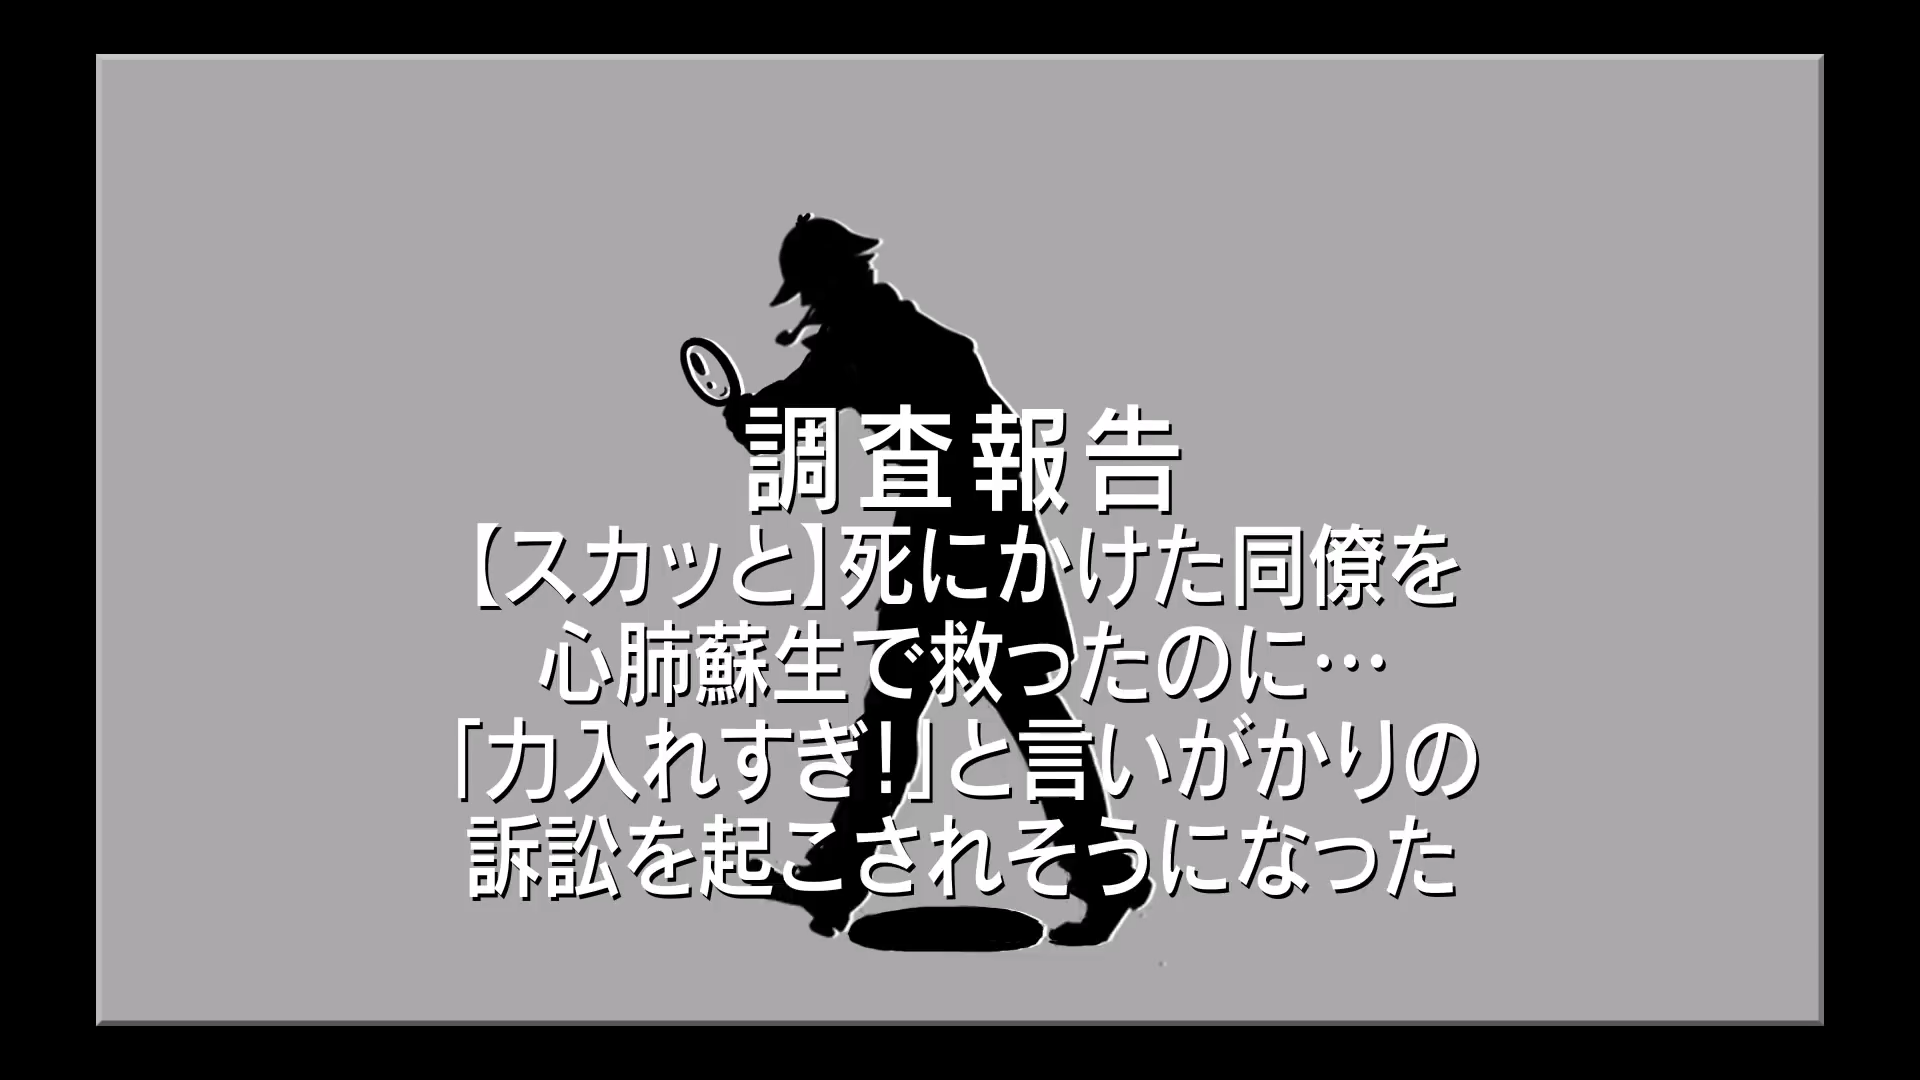 調査報告
【スカッと】死にかけた同僚を
心肺蘇生で救ったのに…
「力入れすぎ！」と言いがかりの
訴訟を起こされそうになった